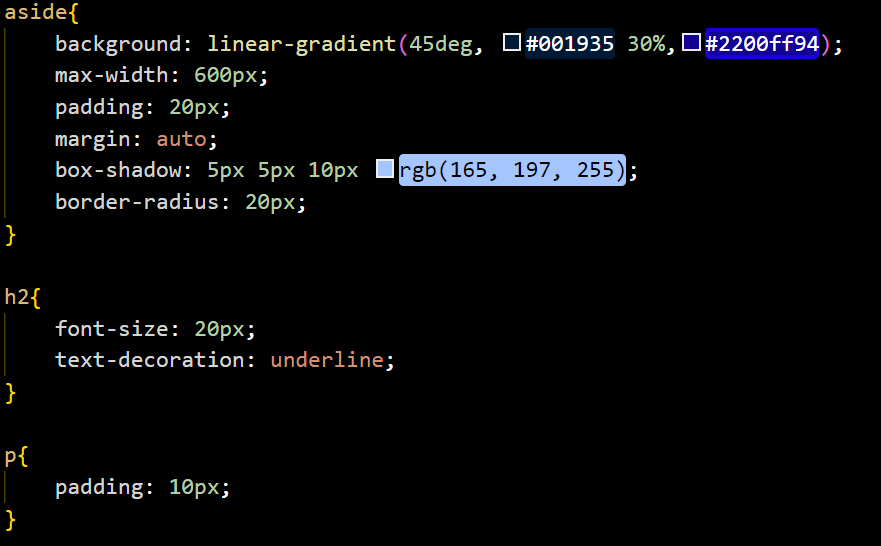 aside{
    background: linear-gradient(45deg, #001935 30%,#2200ff94);
    max-width: 600px;
    padding: 20px;
    margin: auto;
    box-shadow: 5px 5px 10px rgb(165, 197, 255);
    border-radius: 20px;
}

h2{
    font-size: 20px;
    text-decoration: underline;
}

p{
    padding: 10px;
}